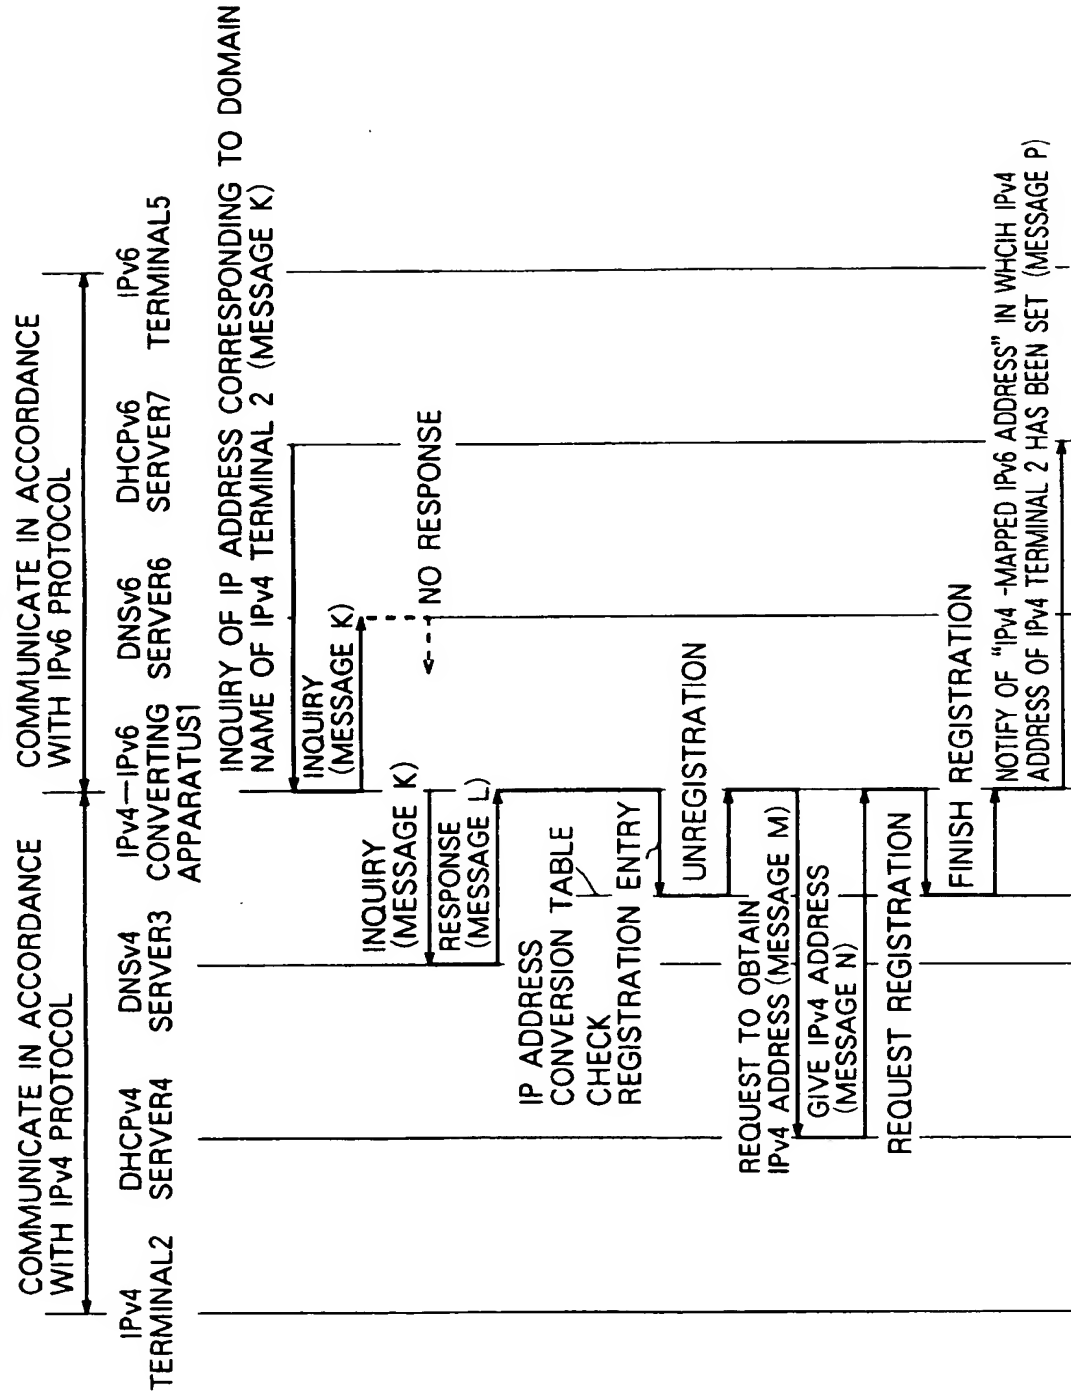 COMMUNICATE IN ACCORDANCE
WITH IPv4 PROTOCOL
COMMUNICATE IN ACCORDANCE
WITH IPv6 PROTOCOL
IPv4
TERMINAL2
DHCPv4
SERVER4
DNSv4
SERVER3
IPv4—IPv6
CONVERTING
APPARATUS1
DNSv6
SERVER6
DHCPv6
SERVER7
IPv6
TERMINAL5
INQUIRY OF IP ADDRESS CORRESPONDING TO DOMAIN
NAME OF IPv4 TERMINAL 2 (MESSAGE K)
INQUIRY
(MESSAGE K)
NO RESPONSE
INQUIRY
(MESSAGE K)
RESPONSE
(MESSAGE L)
IP ADDRESS
CONVERSION TABLE
CHECK
REGISTRATION ENTRY
UNREGISTRATION
REQUEST TO OBTAIN
IPv4 ADDRESS (MESSAGE M)
GIVE IPv4 ADDRESS
(MESSAGE N)
REQUEST REGISTRATION
FINISH REGISTRATION
NOTIFY OF "IPv4 -MAPPED IPv6 ADDRESS" IN WHCIH IPv4
ADDRESS OF IPv4 TERMINAL 2 HAS BEEN SET (MESSAGE P)